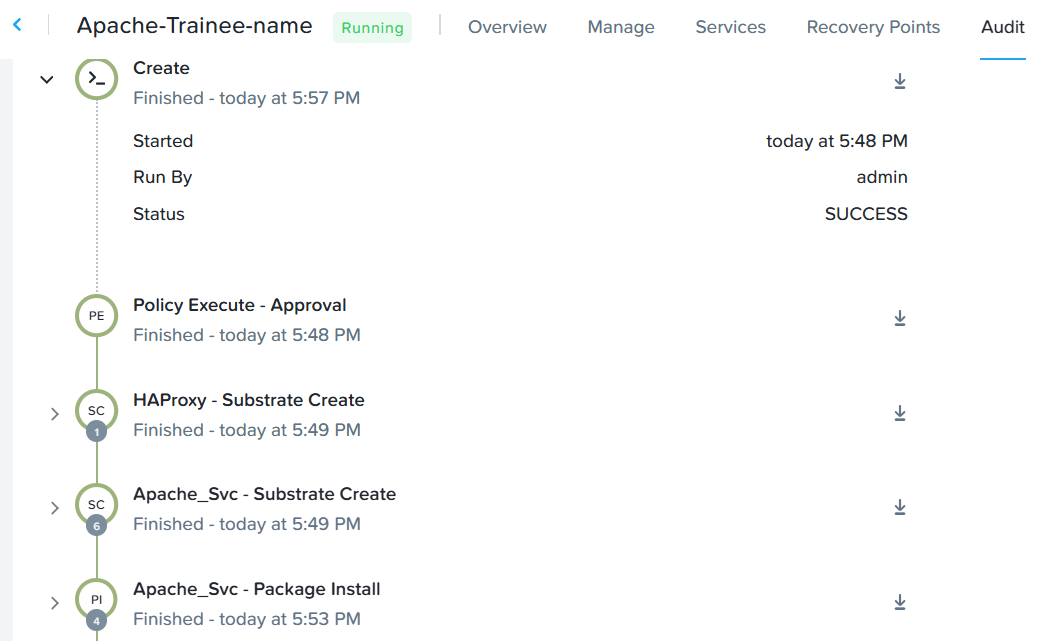 Apache-Trainee-name Running Overview Manage Services Recovery Points Audit
Create
Finished - today at 5:57 PM
Started today at 5:48 PM
Run By admin
Status SUCCESS
PE Policy Execute - Approval
Finished - today at 5:48 PM
SC HAProxy - Substrate Create
1 Finished - today at 5:49 PM
SC Apache_Svc - Substrate Create
6 Finished - today at 5:49 PM
PI Apache_Svc - Package Install
4 Finished - today at 5:53 PM